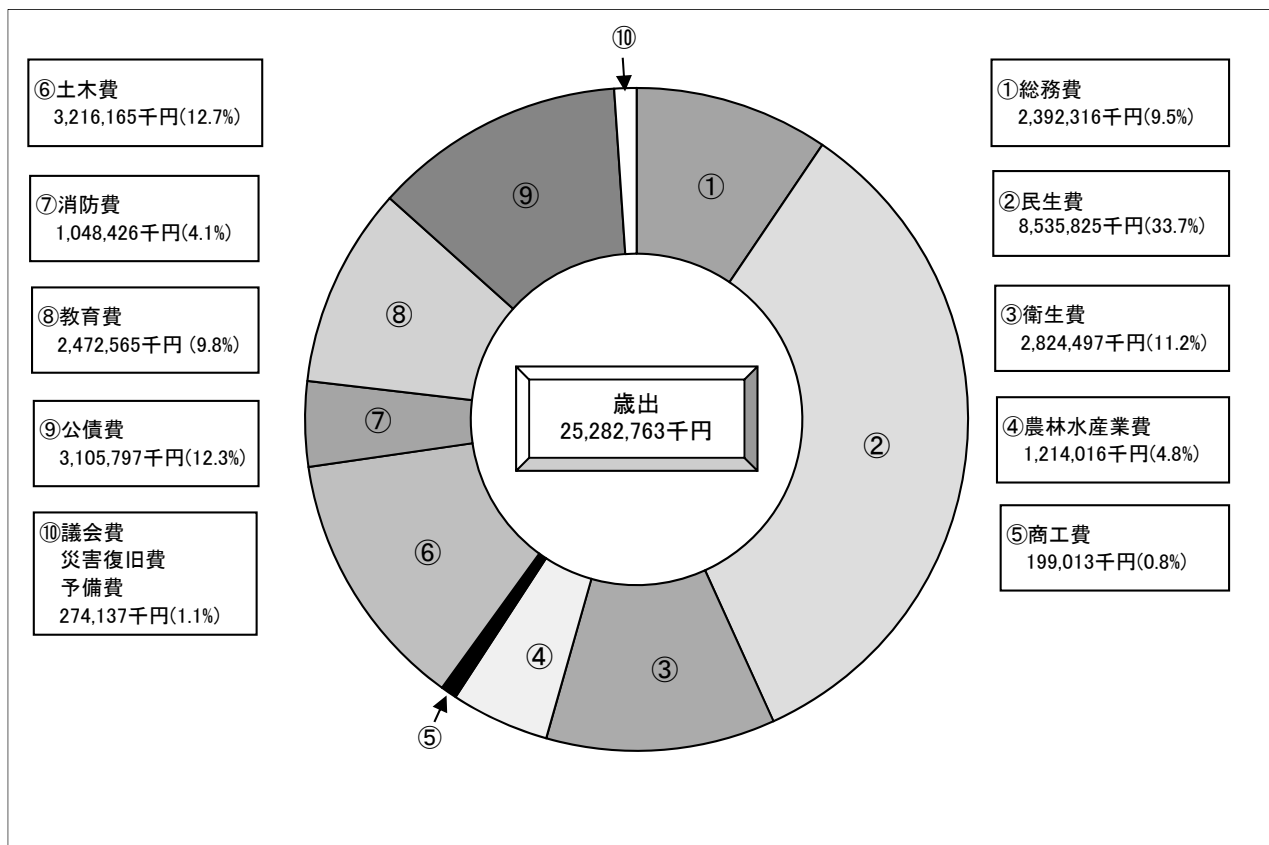 ⑩
⑥土木費
3,216,165千円(12.7%)
⑦消防費
1,048,426千円(4.1%)
⑧教育費
2,472,565千円 (9.8%)
⑨公債費
3,105,797千円(12.3%)
⑩議会費
災害復旧費
予備費
274,137千円(1.1%)
①
②
③
④
⑤
⑥
⑦
⑧
⑨
歳出
25,282,763千円
①総務費
2,392,316千円(9.5%)
②民生費
8,535,825千円(33.7%)
③衛生費
2,824,497千円(11.2%)
④農林水産業費
1,214,016千円(4.8%)
⑤商工費
199,013千円(0.8%)